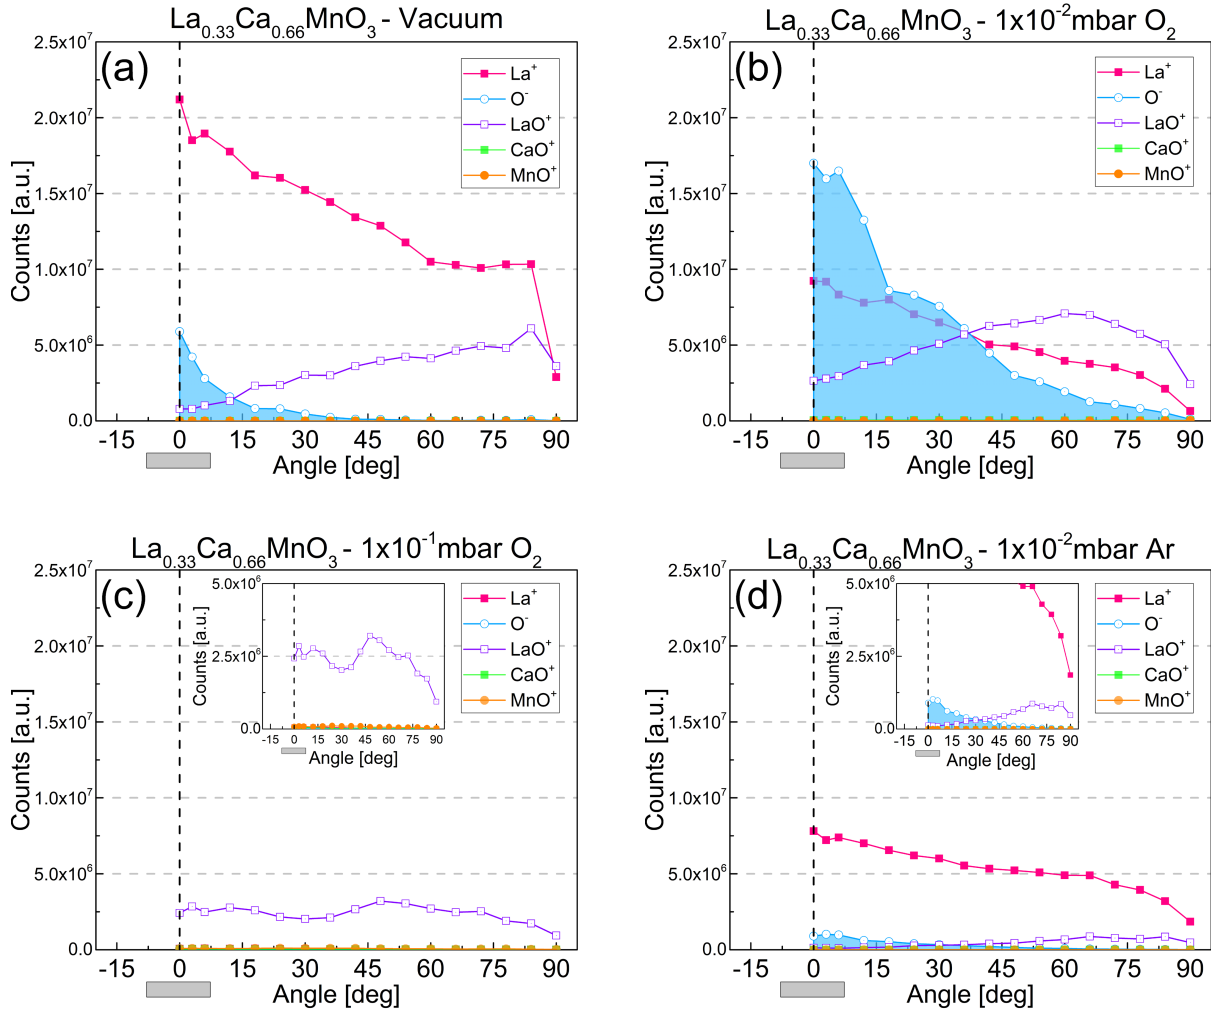 La0.33Ca0.66MnO3 - Vacuum
(a)
La+
O-
LaO+
CaO+
MnO+
Counts [a.u.]
2.5x10^7
2.0x10^7
1.5x10^7
1.0x10^7
5.0x10^6
0.0
-15 0 15 30 45 60 75 90
Angle [deg]
La0.33Ca0.66MnO3 - 1x10^-2mbar O2
(b)
La+
O-
LaO+
CaO+
MnO+
Counts [a.u.]
2.5x10^7
2.0x10^7
1.5x10^7
1.0x10^7
5.0x10^6
0.0
-15 0 15 30 45 60 75 90
Angle [deg]
La0.33Ca0.66MnO3 - 1x10^-1mbar O2
(c)
La+
O-
LaO+
CaO+
MnO+
Counts [a.u.]
5.0x10^6
2.5x10^6
0.0
-15 0 15 30 45 60 75 90
Angle [deg]
Counts [a.u.]
2.5x10^7
2.0x10^7
1.5x10^7
1.0x10^7
5.0x10^6
0.0
-15 0 15 30 45 60 75 90
Angle [deg]
La0.33Ca0.66MnO3 - 1x10^-2mbar Ar
(d)
La+
O-
LaO+
CaO+
MnO+
Counts [a.u.]
5.0x10^6
2.5x10^6
0.0
-15 0 15 30 45 60 75 90
Angle [deg]
Counts [a.u.]
2.5x10^7
2.0x10^7
1.5x10^7
1.0x10^7
5.0x10^6
0.0
-15 0 15 30 45 60 75 90
Angle [deg]